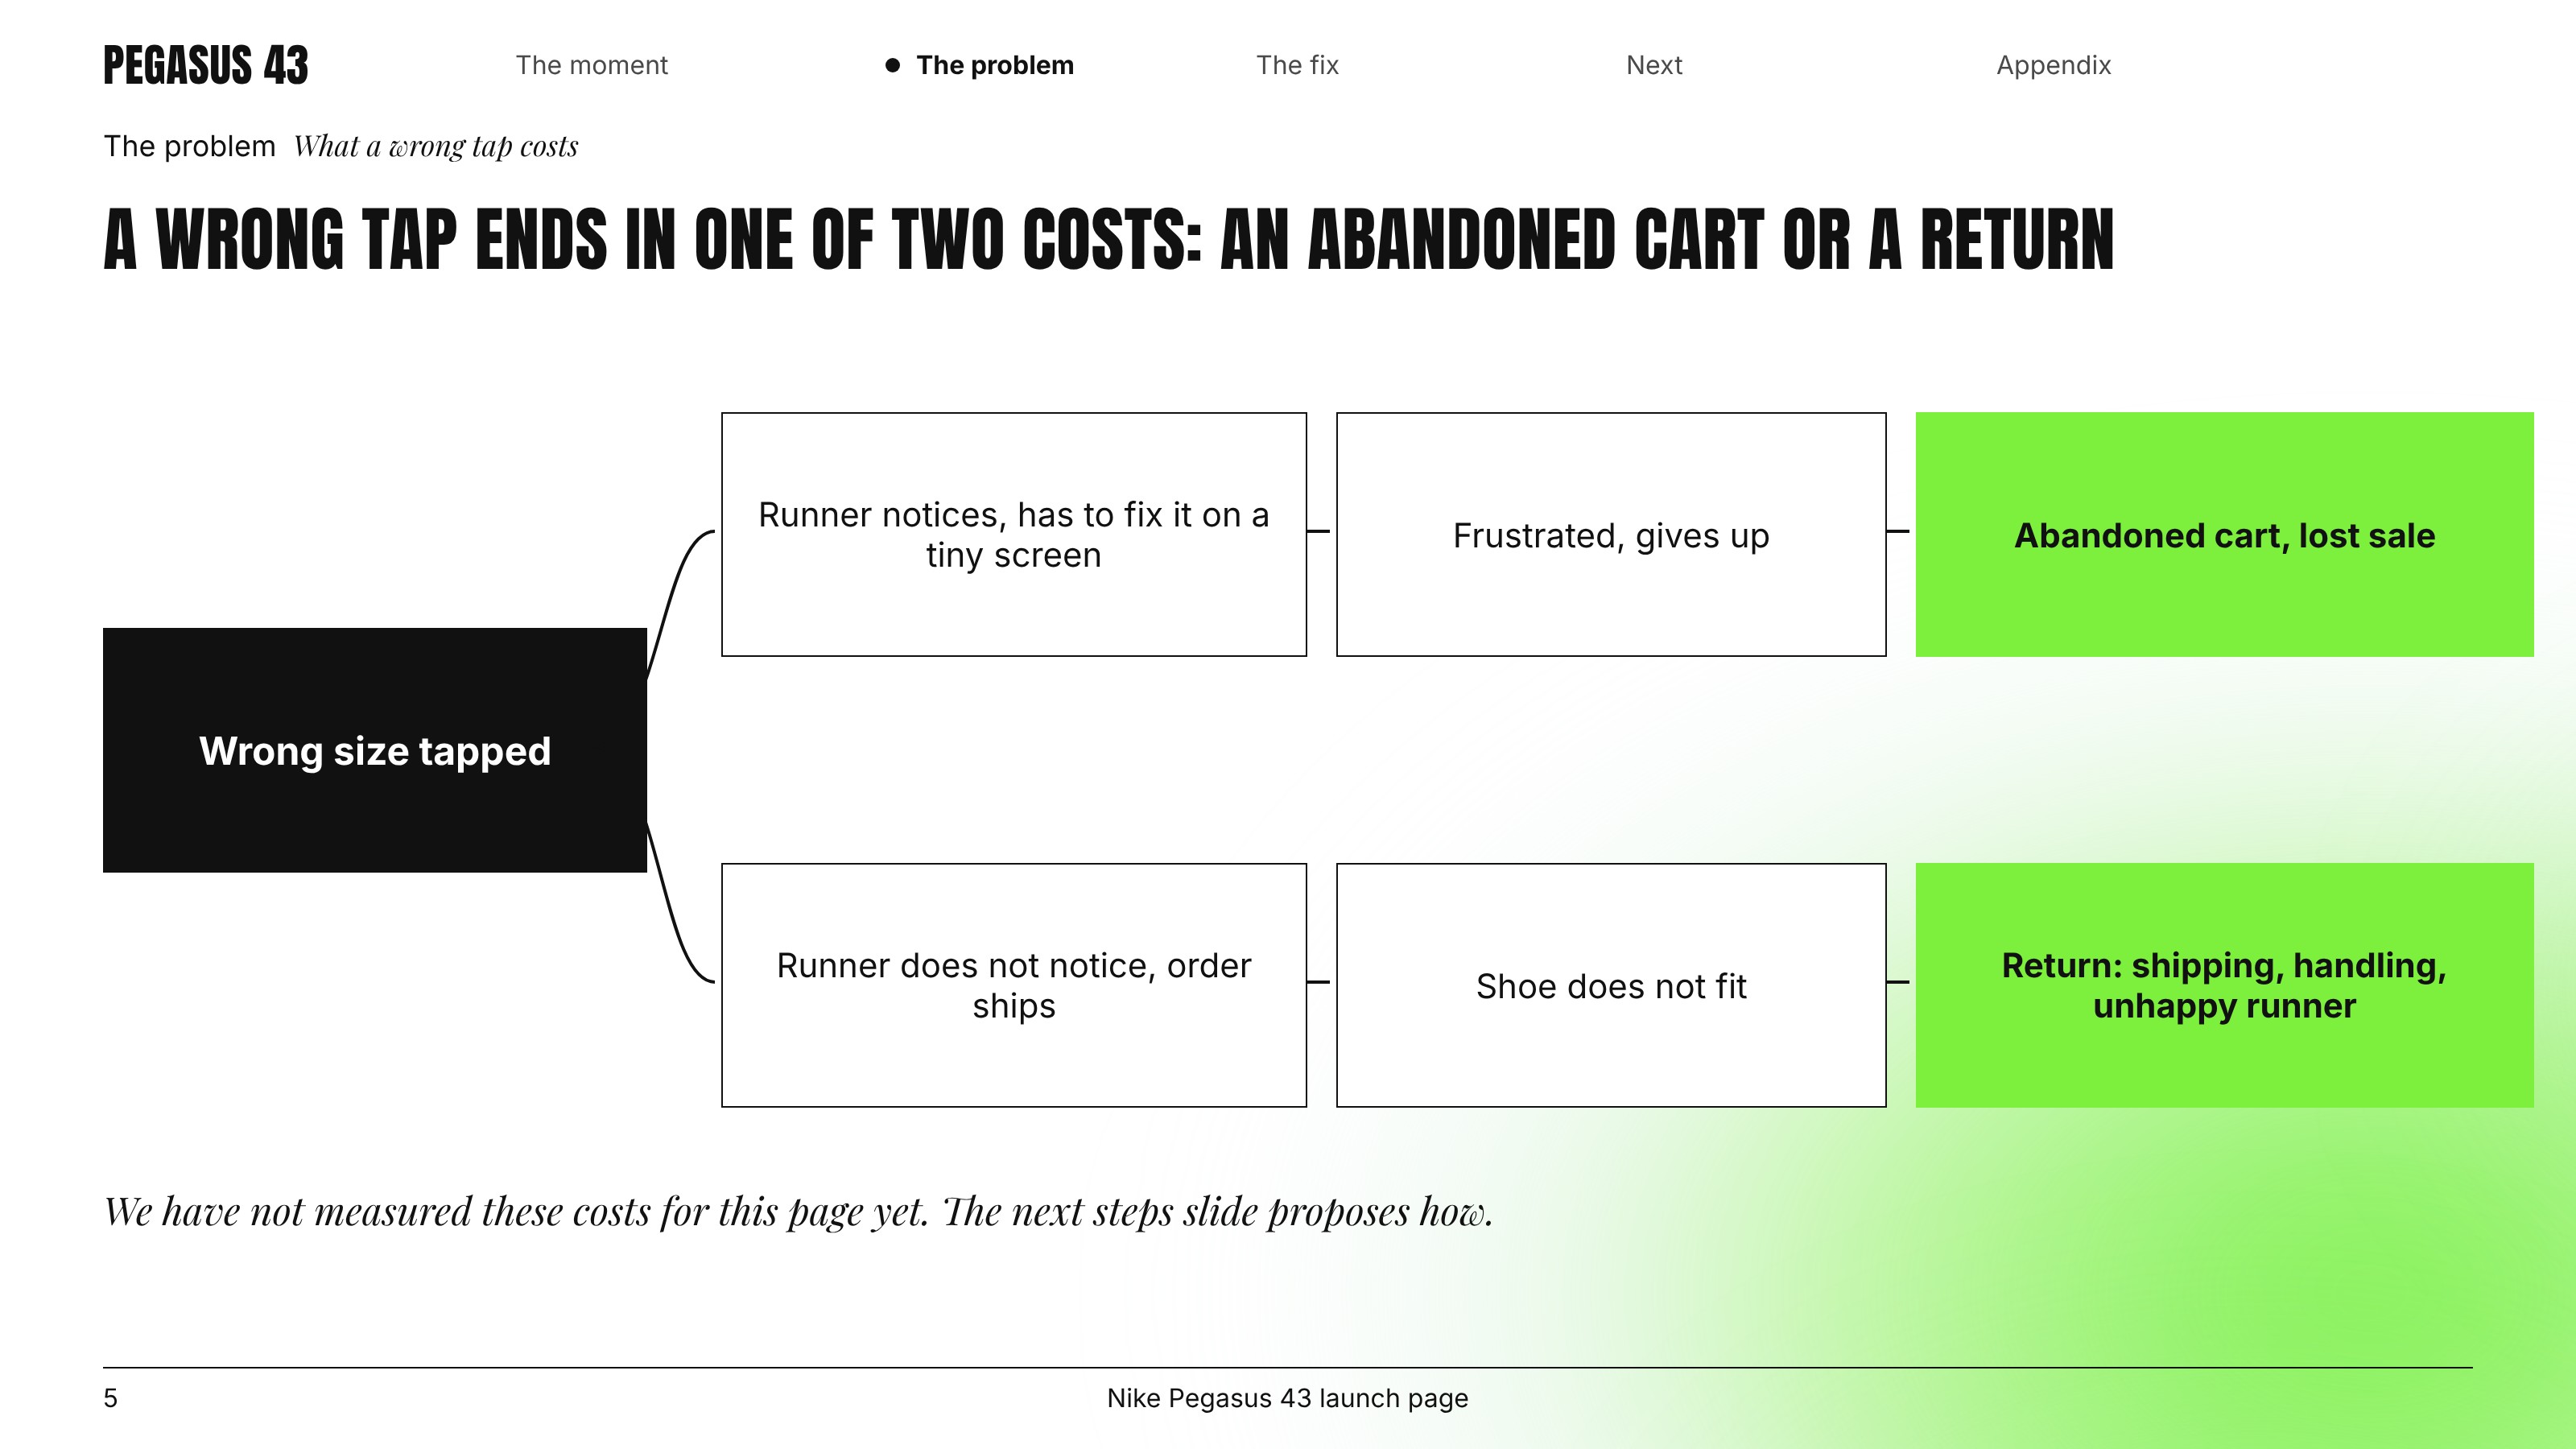 PEGASUS 43
The moment
The problem
The fix
Next
Appendix
The problem What a wrong tap costs
A WRONG TAP ENDS IN ONE OF TWO COSTS: AN ABANDONED CART OR A RETURN
Runner notices, has to fix it on a
tiny screen
Frustrated, gives up
Abandoned cart, lost sale
Wrong size tapped
Runner does not notice, order
ships
Shoe does not fit
Return: shipping, handling,
unhappy runner
We have not measured these costs for this page yet. The next steps slide proposes how.
5
Nike Pegasus 43 launch page